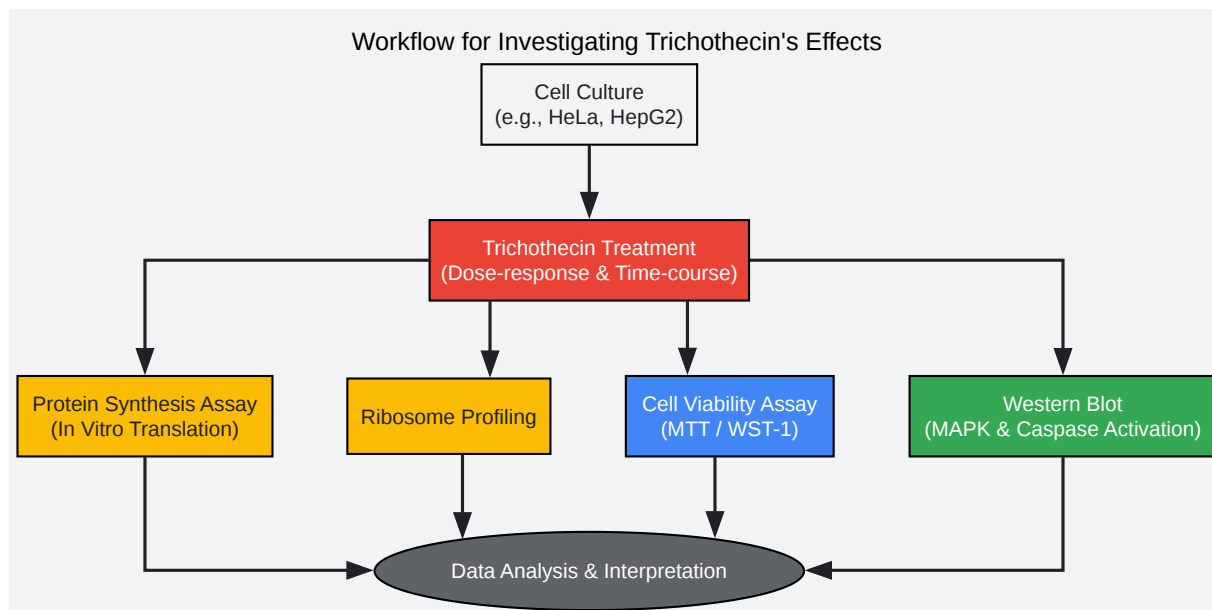 Workflow for Investigating Trichothecin's Effects
Cell Culture
(e.g., HeLa, HepG2)
Trichothecin Treatment
(Dose-response & Time-course)
Protein Synthesis Assay
(In Vitro Translation)
Ribosome Profiling
Cell Viability Assay
(MTT / WST-1)
Western Blot
(MAPK & Caspase Activation)
Data Analysis & Interpretation